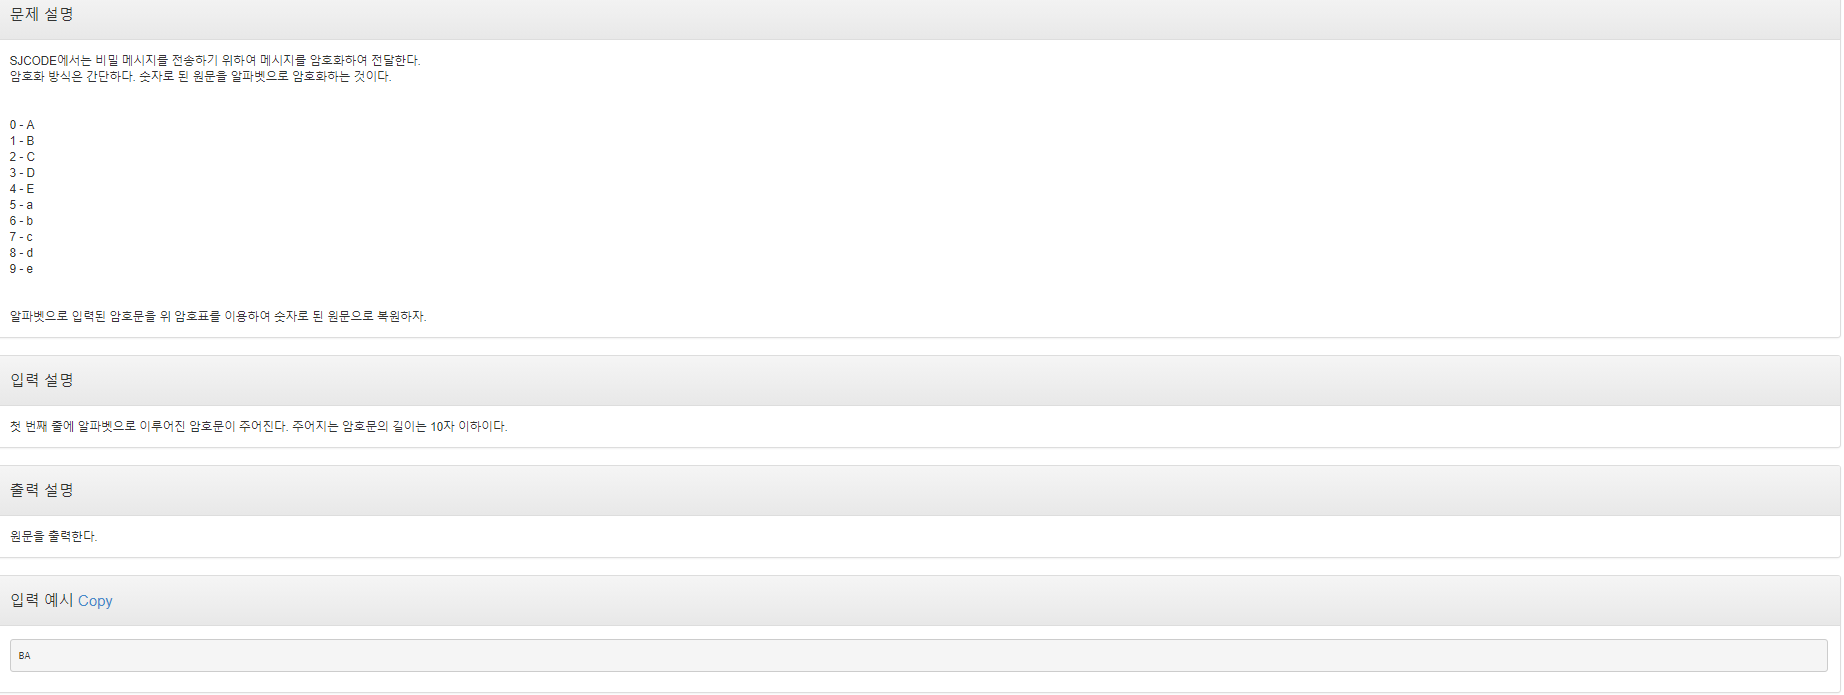 문제 설명
SJCODE에서는 비밀 메시지를 전송하기 위하여 메시지를 암호화하여 전달한다.
암호화 방식은 간단하다. 숫자로 된 원문을 알파벳으로 암호화하는 것이다.
0 - A
1 - B
2 - C
3 - D
4 - E
5 - a
6 - b
7 - c
8 - d
9 - e
알파벳으로 입력된 암호문을 위 암호표를 이용하여 숫자로 된 원문으로 복원하자.
입력 설명
첫 번째 줄에 알파벳으로 이루어진 암호문이 주어진다. 주어지는 암호문의 길이는 10자 이하이다.
출력 설명
원문을 출력한다.
입력 예시 Copy
BA